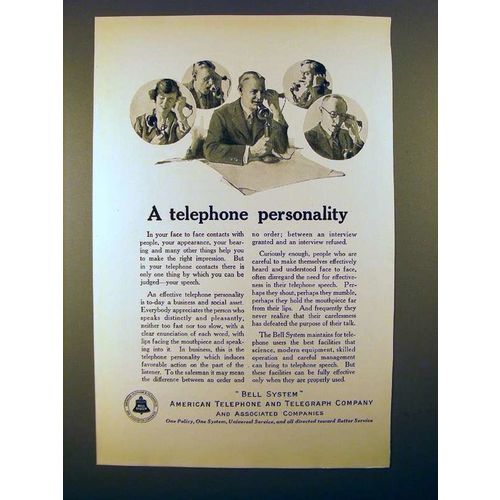 A telephone personality
In your face to face contacts with
people, your appearance, your bear-
ing and many other things help you
to make the right impression. But
in your telephone contacts there is
only one thing by which you can be
judged—your speech.
An effective telephone personality
is to-day a business and social asset.
Everybody appreciates the person who
speaks distinctly and pleasantly,
neither too fast nor too slow, with a
clear enunciation of each word, with
lips facing the mouthpiece and speak-
ing into it. In business, this is the
telephone personality which induces
favorable action on the part of the
listener. To the salesman it may mean
the difference between an order and
no order; between an interview
granted and an interview refused.
Curiously enough, people who are
careful to make themselves effectively
heard and understood face to face,
often disregard the need for effective-
ness in their telephone speech. Per-
haps they shout, perhaps they mumble,
perhaps they hold the mouthpiece far
from their lips. And frequently they
never realize that their carelessness
has defeated the purpose of their talk.
The Bell System maintains for tele-
phone users the best facilities that
science, modern equipment, skilled
operation and careful management
can bring to telephone speech. But
these facilities can be fully effective
only when they are properly used.
"BELL SYSTEM"
AMERICAN TELEPHONE AND TELEGRAPH COMPANY
AND ASSOCIATED COMPANIES
One Policy, One System, Universal Service, and all directed toward Better Service